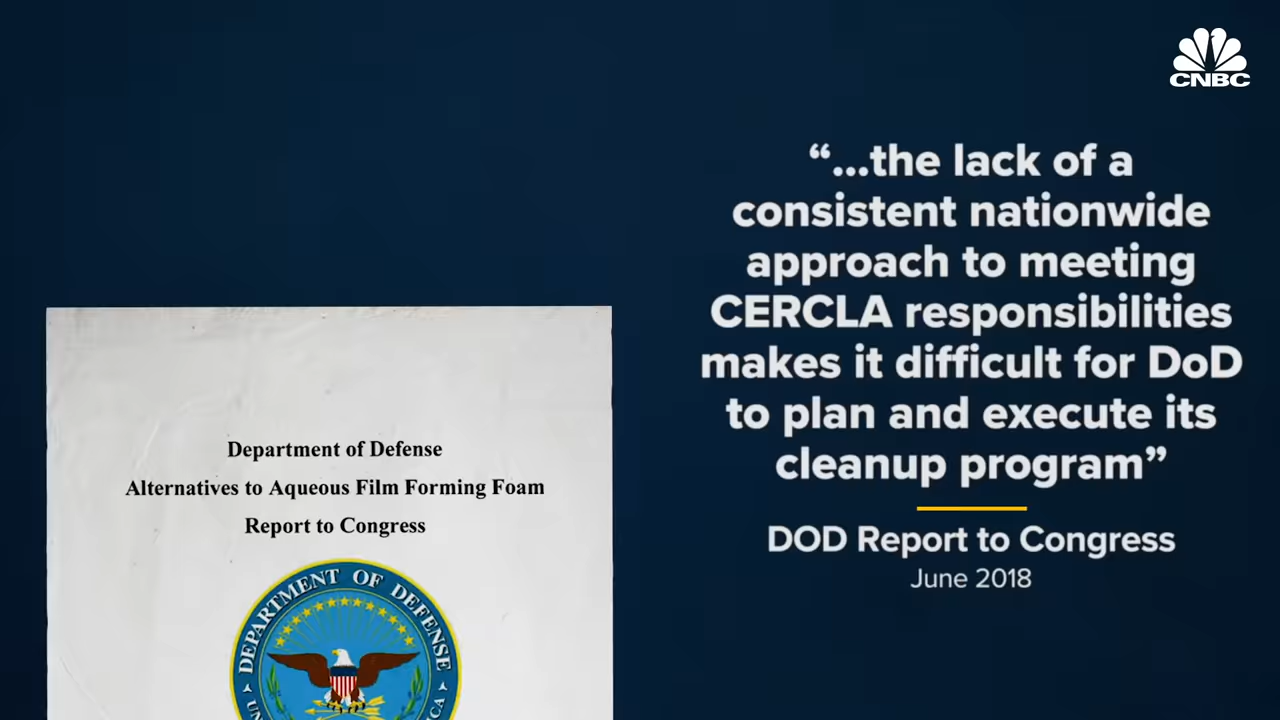 CNBC
“...the lack of a
consistent nationwide
approach to meeting
CERCLA responsibilities
makes it difficult for DoD
to plan and execute its
cleanup program”
DOD Report to Congress
June 2018
Department of Defense
Alternatives to Aqueous Film Forming Foam
Report to Congress
DEPARTMENT OF DEFENSE